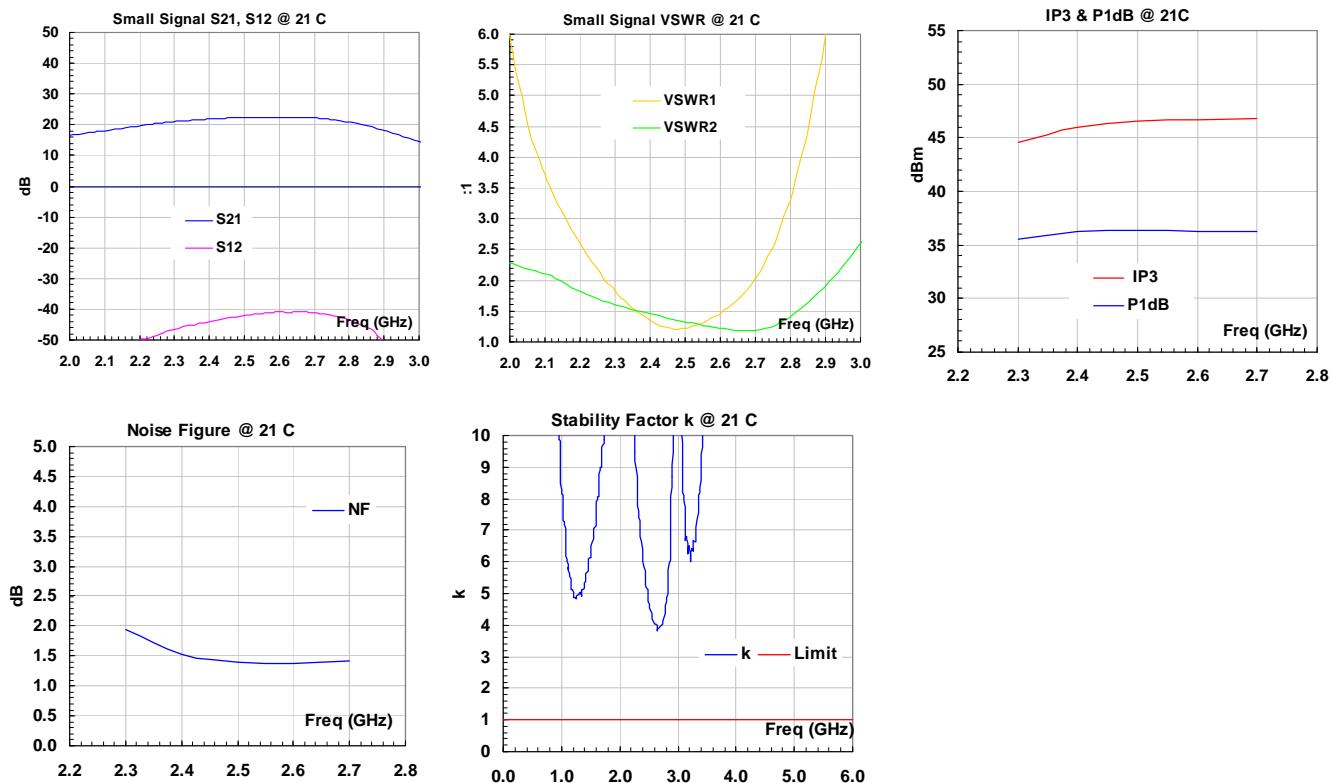 Small Signal S21, S12 @ 21 C
50
40
30
20
10
0
-10
-20
-30
-40
-50
dB
S21
S12
Freq (GHz)
2.0 2.1 2.2 2.3 2.4 2.5 2.6 2.7 2.8 2.9 3.0
Small Signal VSWR @ 21 C
6.0
5.5
5.0
4.5
4.0
3.5
3.0
2.5
2.0
1.5
1.0
:1
VSWR1
VSWR2
Freq (GHz)
2.0 2.1 2.2 2.3 2.4 2.5 2.6 2.7 2.8 2.9 3.0
IP3 & P1dB @ 21C
55
50
45
40
35
30
25
dBm
IP3
P1dB
Freq (GHz)
2.2 2.3 2.4 2.5 2.6 2.7 2.8
Noise Figure @ 21 C
5.0
4.5
4.0
3.5
3.0
2.5
2.0
1.5
1.0
0.5
0.0
dB
NF
Freq (GHz)
2.2 2.3 2.4 2.5 2.6 2.7 2.8
Stability Factor k @ 21 C
10
9
8
7
6
5
4
3
2
1
0
k
k Limit
Freq (GHz)
0.0 1.0 2.0 3.0 4.0 5.0 6.0